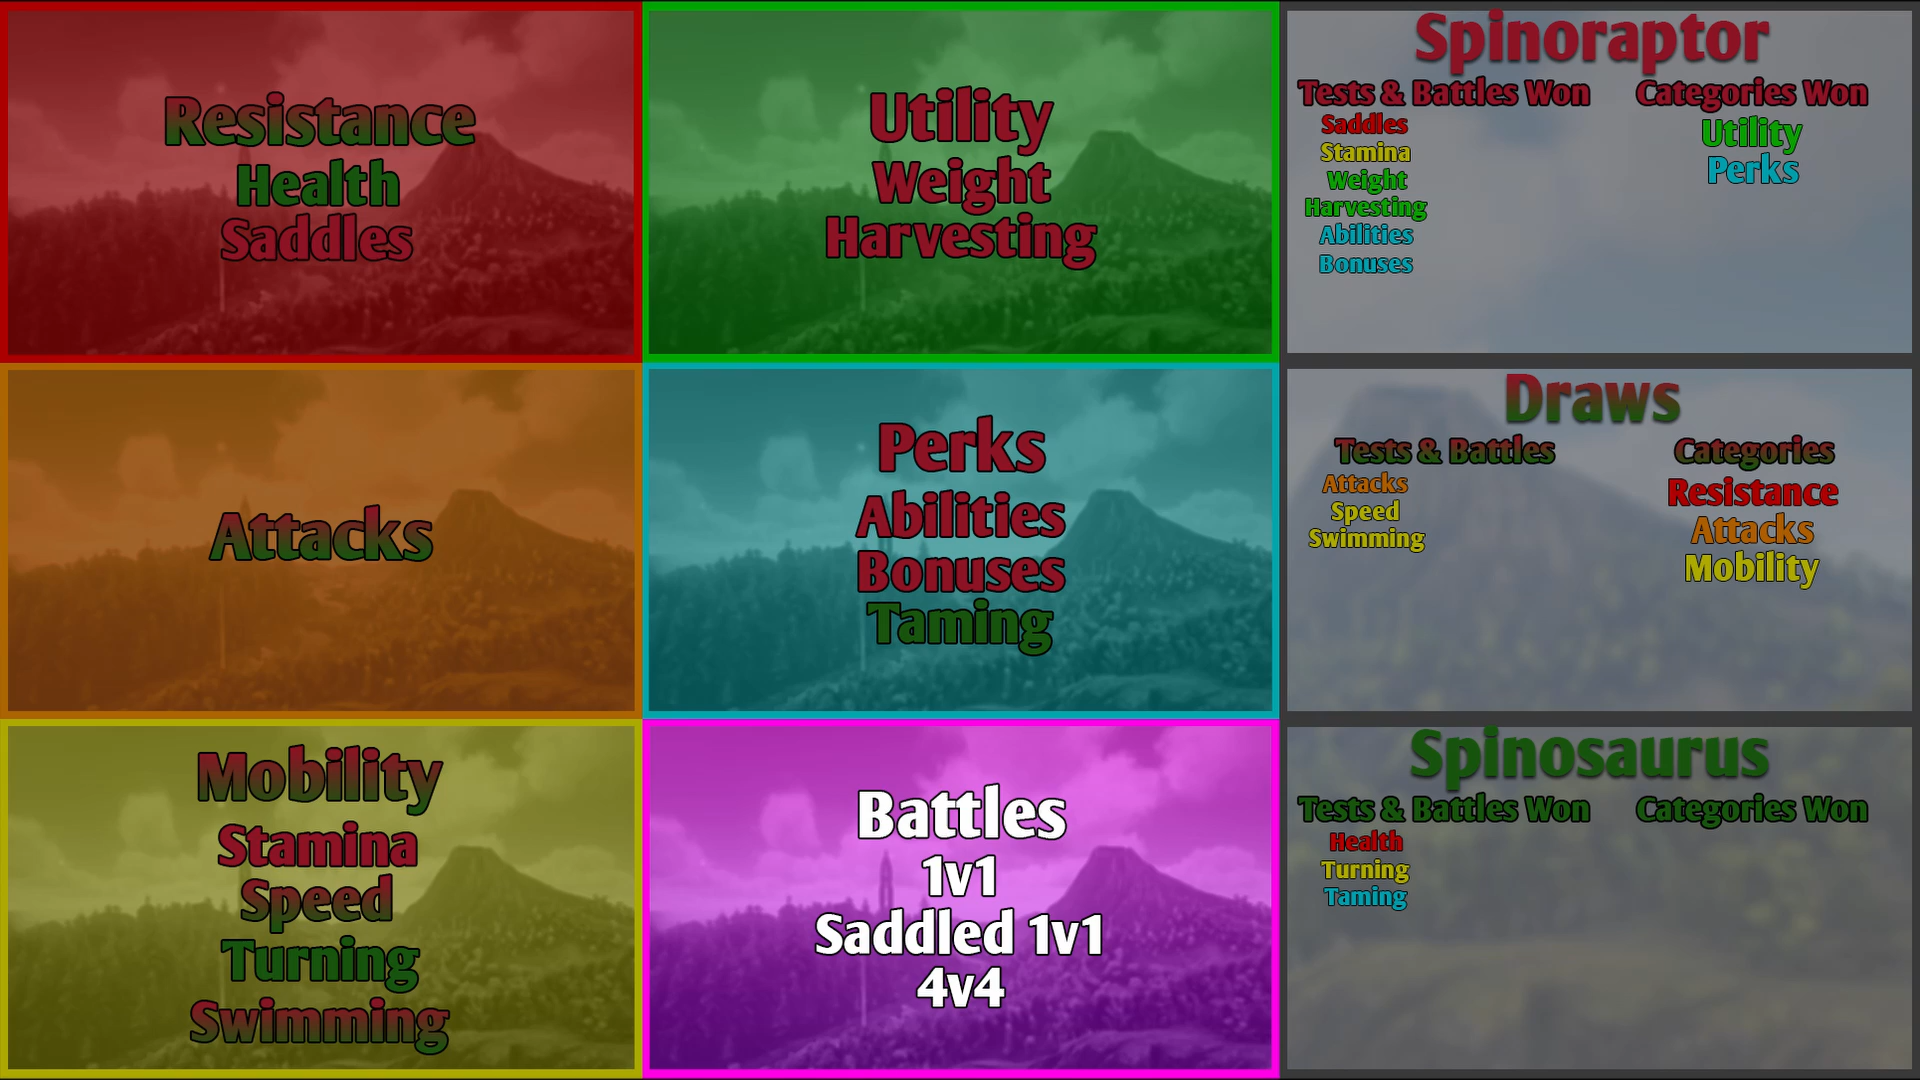 Resistance
Health
Saddles
Utility
Weight
Harvesting
Spinoraptor
Tests & Battles Won
Saddles
Stamina
Weight
Harvesting
Abilities
Bonuses
Categories Won
Utility
Perks
Attacks
Perks
Abilities
Bonuses
Taming
Draws
Tests & Battles
Attacks
Speed
Swimming
Categories
Resistance
Attacks
Mobility
Mobility
Stamina
Speed
Turning
Swimming
Battles
1v1
Saddled 1v1
4v4
Spinosaurus
Tests & Battles Won
Health
Turning
Taming
Categories Won